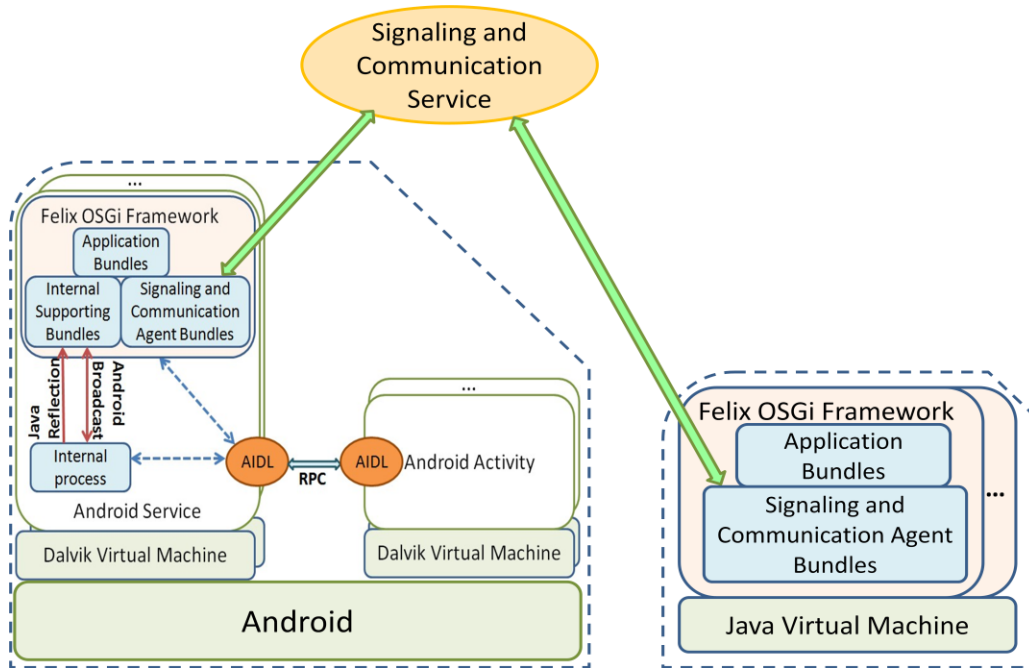 Signaling and
Communication
Service
...
Felix OSGi Framework
Application
Bundles
Internal
Supporting
Bundles
Signaling and
Communication
Agent Bundles
Java
Reflection
Android
Broadcast
Internal
process
AIDL
RPC
AIDL
Android Service
Dalvik Virtual Machine
...
Android Activity
Dalvik Virtual Machine
Android
Felix OSGi Framework
Application
Bundles
...
Signaling and
Communication Agent
Bundles
Java Virtual Machine